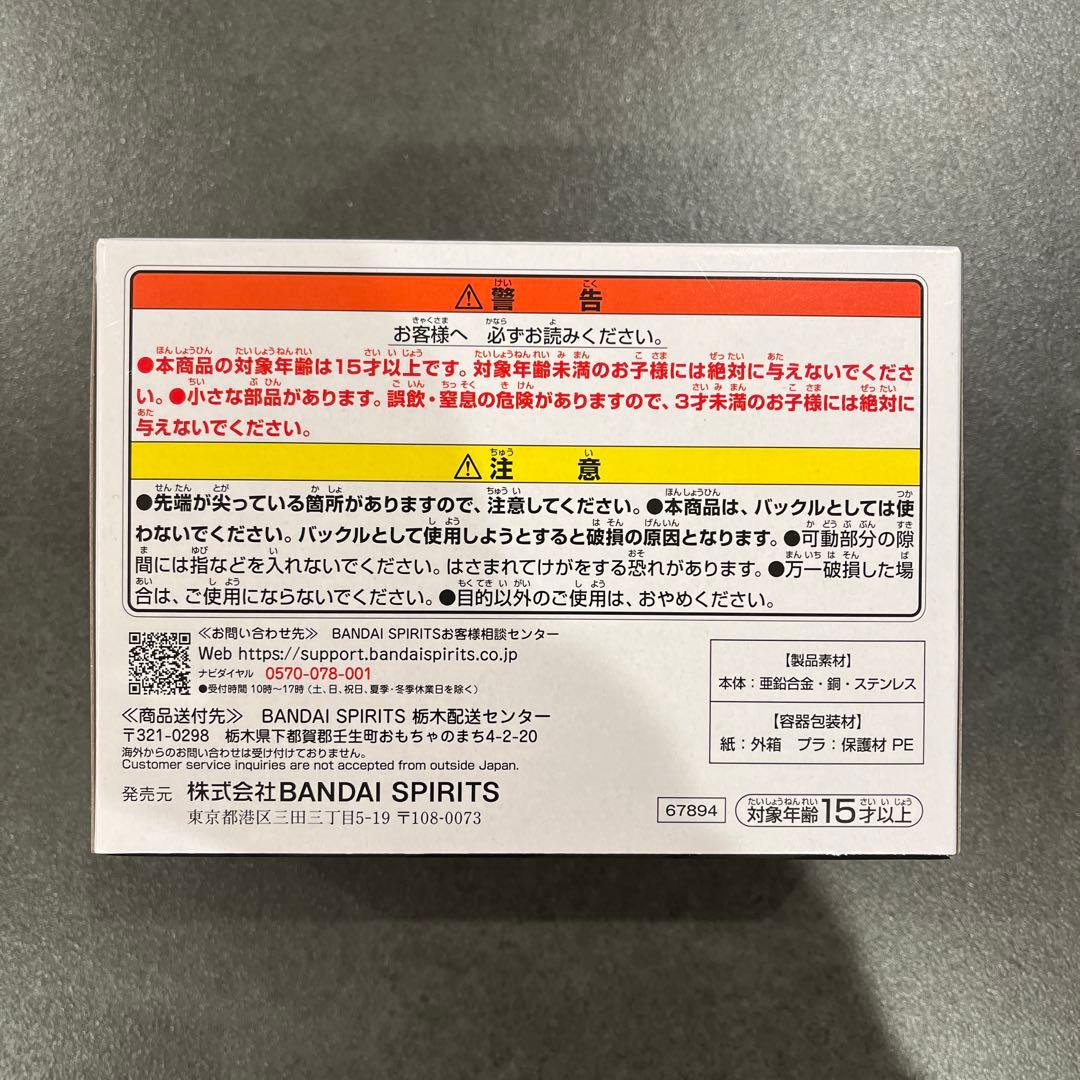 ⚠警告
お客様へ 必ずお読みください。
●本商品の対象年齢は15才以上です。対象年齢未満のお子様には絶対に与えないでくださ
い。●小さな部品があります。誤飲・窒息の危険がありますので、3才未満のお子様には絶対に
与えないでください。
⚠注意
●先端が尖っている箇所がありますので、注意してください。●本商品は、バックルとしては使
わないでください。バックルとして使用しようとすると破損の原因となります。●可動部分の隙
間には指などを入れないでください。はさまれてけがをする恐れがあります。●万一破損した場
合は、ご使用にならないでください。●目的以外のご使用は、おやめください。
≪お問い合わせ先≫ BANDAI SPIRITSお客様相談センター
Web https://support.bandaispirits.co.jp
ナビダイヤル 0570-078-001
●受付時間 10時～17時(土、日、祝日、夏季・冬季休業日を除く)
≪商品送付先≫ BANDAI SPIRITS 栃木配送センター
〒321-0298 栃木県下都賀郡壬生町おもちゃのまち4-2-20
海外からのお問い合わせは受け付けておりません。
Customer service inquiries are not accepted from outside Japan.
発売元 株式会社BANDAI SPIRITS
東京都港区三田三丁目5-19 〒108-0073
【製品素材】
本体：亜鉛合金・銅・ステンレス
【容器包装材】
紙：外箱 プラ：保護材 PE
67894
対象年齢15才以上